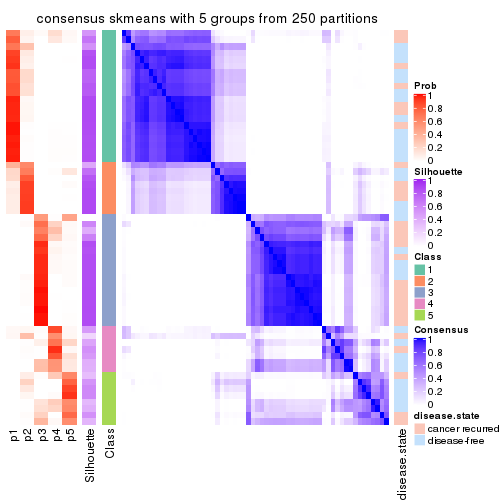 consensus skmeans with 5 groups from 250 partitions
Prob
1
0.8
0.6
0.4
0.2
0
Silhouette
1
0.8
0.6
0.4
0.2
0
Class
1
2
3
4
5
Consensus
1
0.8
0.6
0.4
0.2
0
disease.state
cancer recurred
disease-free
p1
p2
p3
p4
p5
Silhouette
Class
disease.state